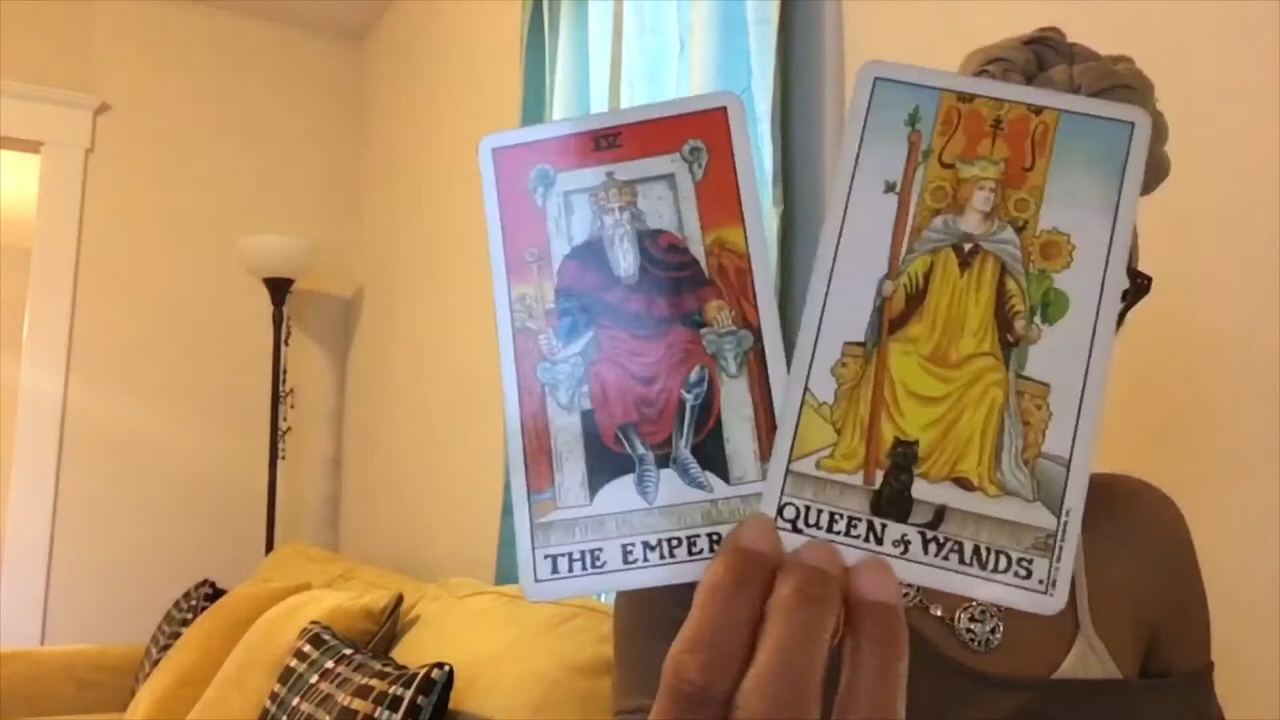 IV
THE EMPER
QUEEN of WANDS.